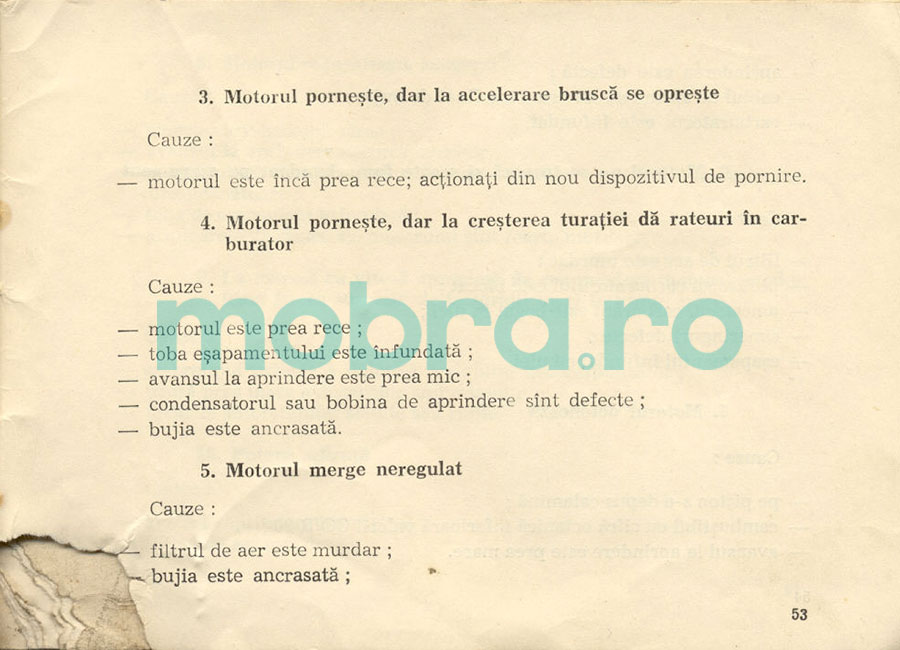 3. Motorul pornește, dar la accelerare bruscă se oprește
Cauze :
— motorul este încă prea rece; acționați din nou dispozitivul de pornire.
4. Motorul pornește, dar la creșterea turației dă rateuri în car-
burator
Cauze :
mobra.ro
— motorul este prea rece ;
— toba eșapamentului este înfundată ;
— avansul la aprindere este prea mic ;
— condensatorul sau bobina de aprindere sînt defecte ;
— bujia este ancrasată.
5. Motorul merge neregulat
Cauze :
— filtrul de aer este murdar ;
— bujia este ancrasată ;
53